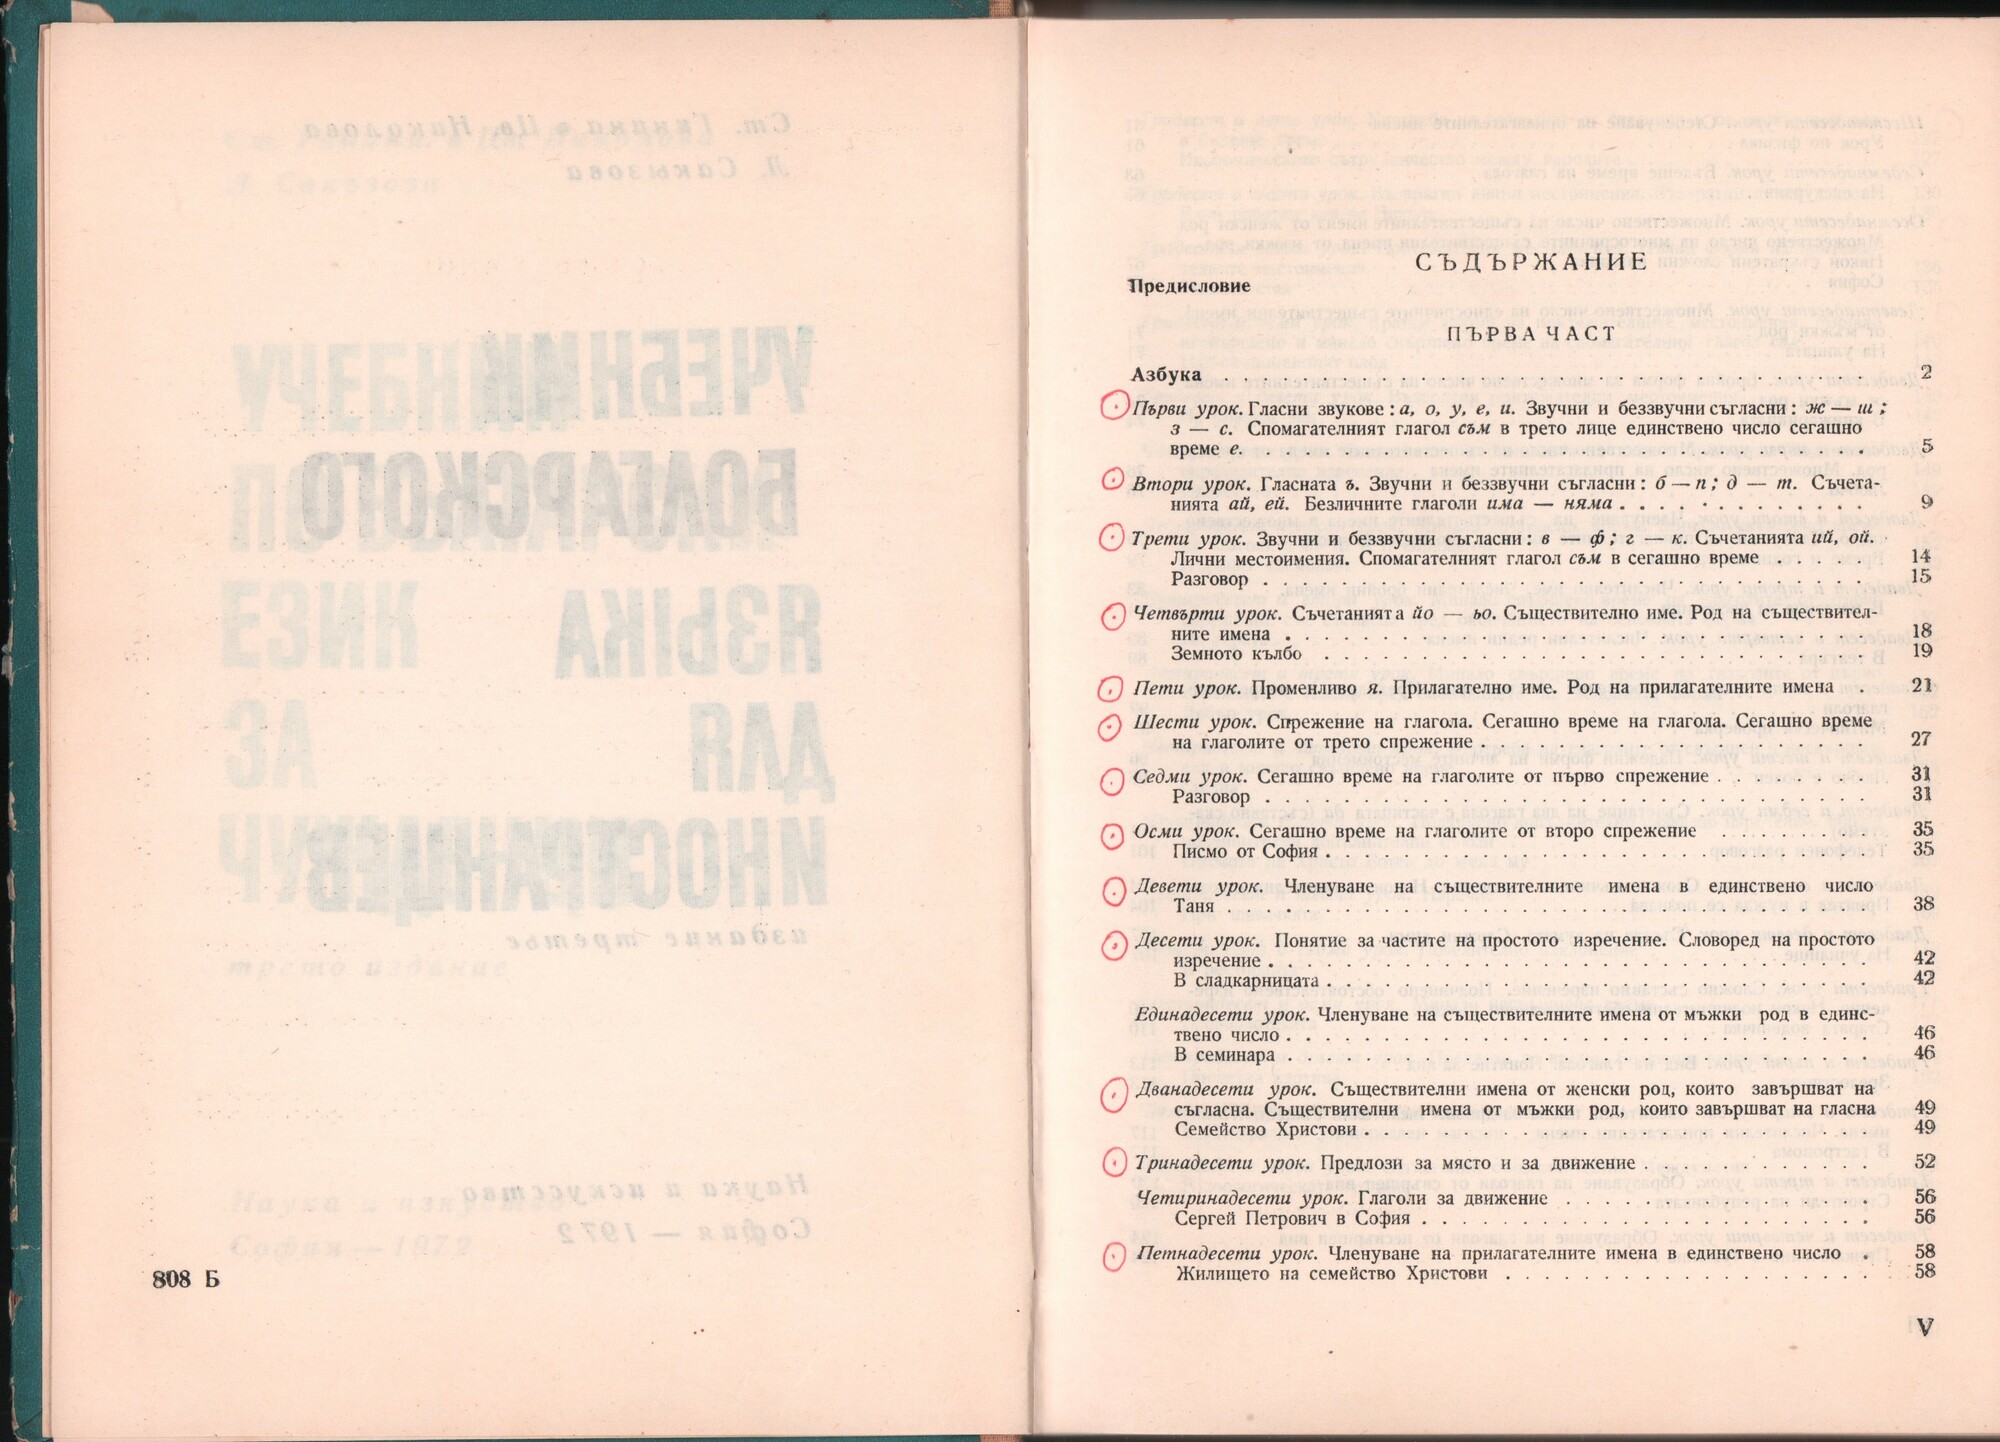 808 Б
СЪДЪРЖАНИЕ
Предисловие
ПЪРВА ЧАСТ
Азбука . . . . . . . . . . 2
Първи урок. Гласни звукове: а, о, у, е, и. Звучни и беззвучни съгласни: ж — ш;
з — с. Спомагателният глагол съм в трето лице единствено число сегашно
време е. . . . . . . . . . 5
Втори урок. Гласната ъ. Звучни и беззвучни съгласни: б — п; д — т. Съчета-
нията ай, ей. Безличните глаголи има — няма . . . . . . . . . . 9
Трети урок. Звучни и беззвучни съгласни: в — ф; г — к. Съчетанията ий, ой.
Лични местоимения. Спомагателният глагол съм в сегашно време . . . . . 14
Разговор . . . . . . . . . . 15
Четвърти урок. Съчетанията йо — ьо. Съществително име. Род на съществител-
ните имена . . . . . . . . . . 18
Земното кълбо . . . . . . . . . . 19
Пети урок. Променливо я. Прилагателно име. Род на прилагателните имена . 21
Шести урок. Спрежение на глагола. Сегашно време на глагола. Сегашно време
на глаголите от трето спрежение . . . . . . . . . . 27
Седми урок. Сегашно време на глаголите от първо спрежение . . . . . . . . 31
Разговор . . . . . . . . . . 31
Осми урок. Сегашно време на глаголите от второ спрежение . . . . . . . . 35
Писмо от София . . . . . . . . . . 35
Девети урок. Членуване на съществителните имена в единствено число
Таня . . . . . . . . . . 38
Десети урок. Понятие за частите на простото изречение. Словоред на простото
изречение . . . . . . . . . . 42
В сладкарницата . . . . . . . . . . 42
Единадесети урок. Членуване на съществителните имена от мъжки род в единс-
твено число . . . . . . . . . . 46
В семинара . . . . . . . . . . 46
Дванадесети урок. Съществителни имена от женски род, които завършват на
съгласна. Съществителни имена от мъжки род, които завършват на гласна 49
Семейство Христови . . . . . . . . . . 49
Тринадесети урок. Предлози за място и за движение . . . . . . . . . . 52
Четиринадесети урок. Глаголи за движение . . . . . . . . . . 56
Сергей Петрович в София . . . . . . . . . . 56
Петнадесети урок. Членуване на прилагателните имена в единствено число . 58
Жилището на семейство Христови . . . . . . . . . . 58
V